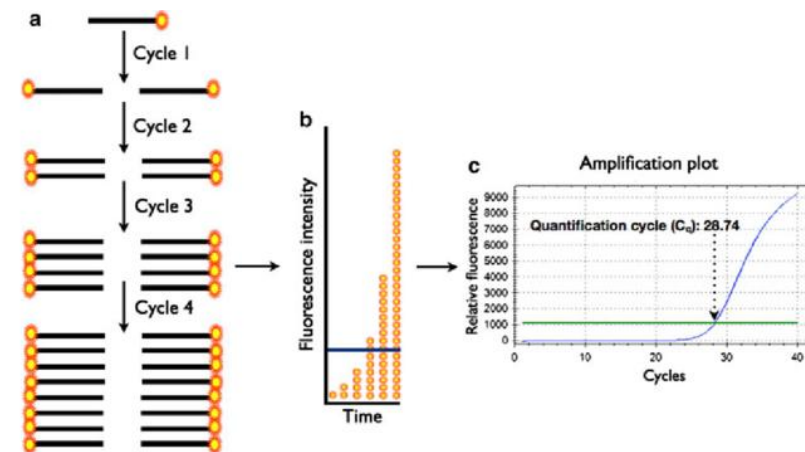 a
Cycle 1
Cycle 2
Cycle 3
Cycle 4
b
Fluorescence intensity
Time
c
Amplification plot
Quantification cycle (Cq): 28.74
Relative fluorescence
9000
8000
7000
6000
5000
4000
3000
2000
1000
0
0
10
20
30
40
Cycles